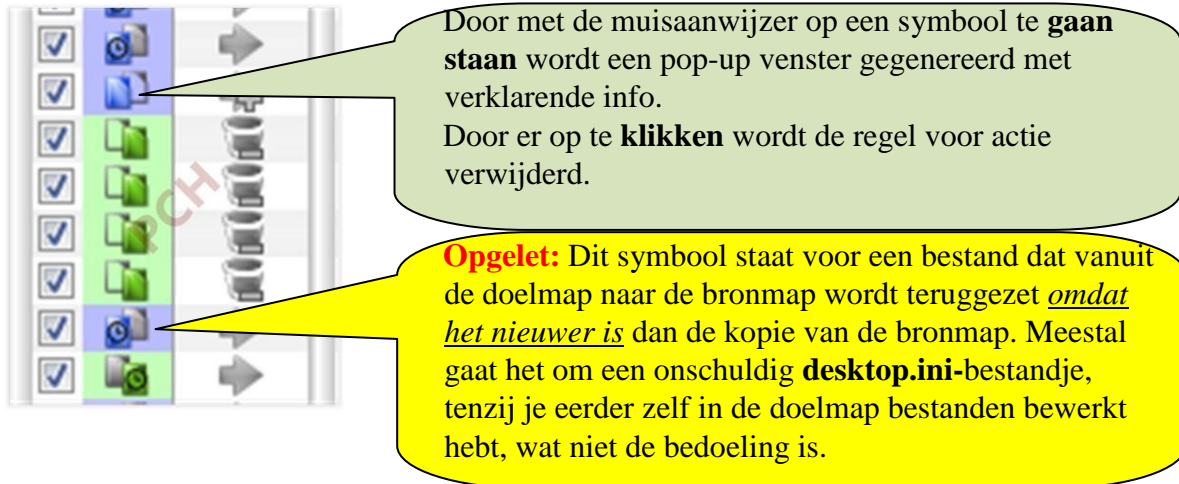 Door met de muisaanwijzer op een symbool te gaan
staan wordt een pop-up venster gegenereerd met
verklarende info.
Door er op te klikken wordt de regel voor actie
verwijderd.
PCH
Opgelet: Dit symbool staat voor een bestand dat vanuit
de doelmap naar de bronmap wordt teruggezet omdat
het nieuwer is dan de kopie van de bronmap. Meestal
gaat het om een onschuldig desktop.ini-bestandje,
tenzij je eerder zelf in de doelmap bestanden bewerkt
hebt, wat niet de bedoeling is.